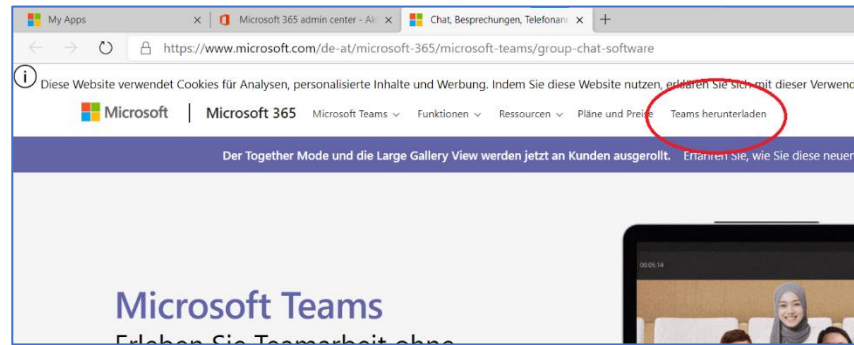 My Apps
Microsoft 365 admin center - Ak
Chat, Besprechungen, Telefonanr
https://www.microsoft.com/de-at/microsoft-365/microsoft-teams/group-chat-software
Diese Website verwendet Cookies für Analysen, personalisierte Inhalte und Werbung. Indem Sie diese Website nutzen, erklären Sie sich mit dieser Verwend
Microsoft | Microsoft 365 Microsoft Teams Funktionen Ressourcen Pläne und Preise Teams herunterladen
Der Together Mode und die Large Gallery View werden jetzt an Kunden ausgerollt. Erfahren Sie, wie Sie diese neuen
00:05:14
Microsoft Teams
Erleben Sie Teamarbeit ohne